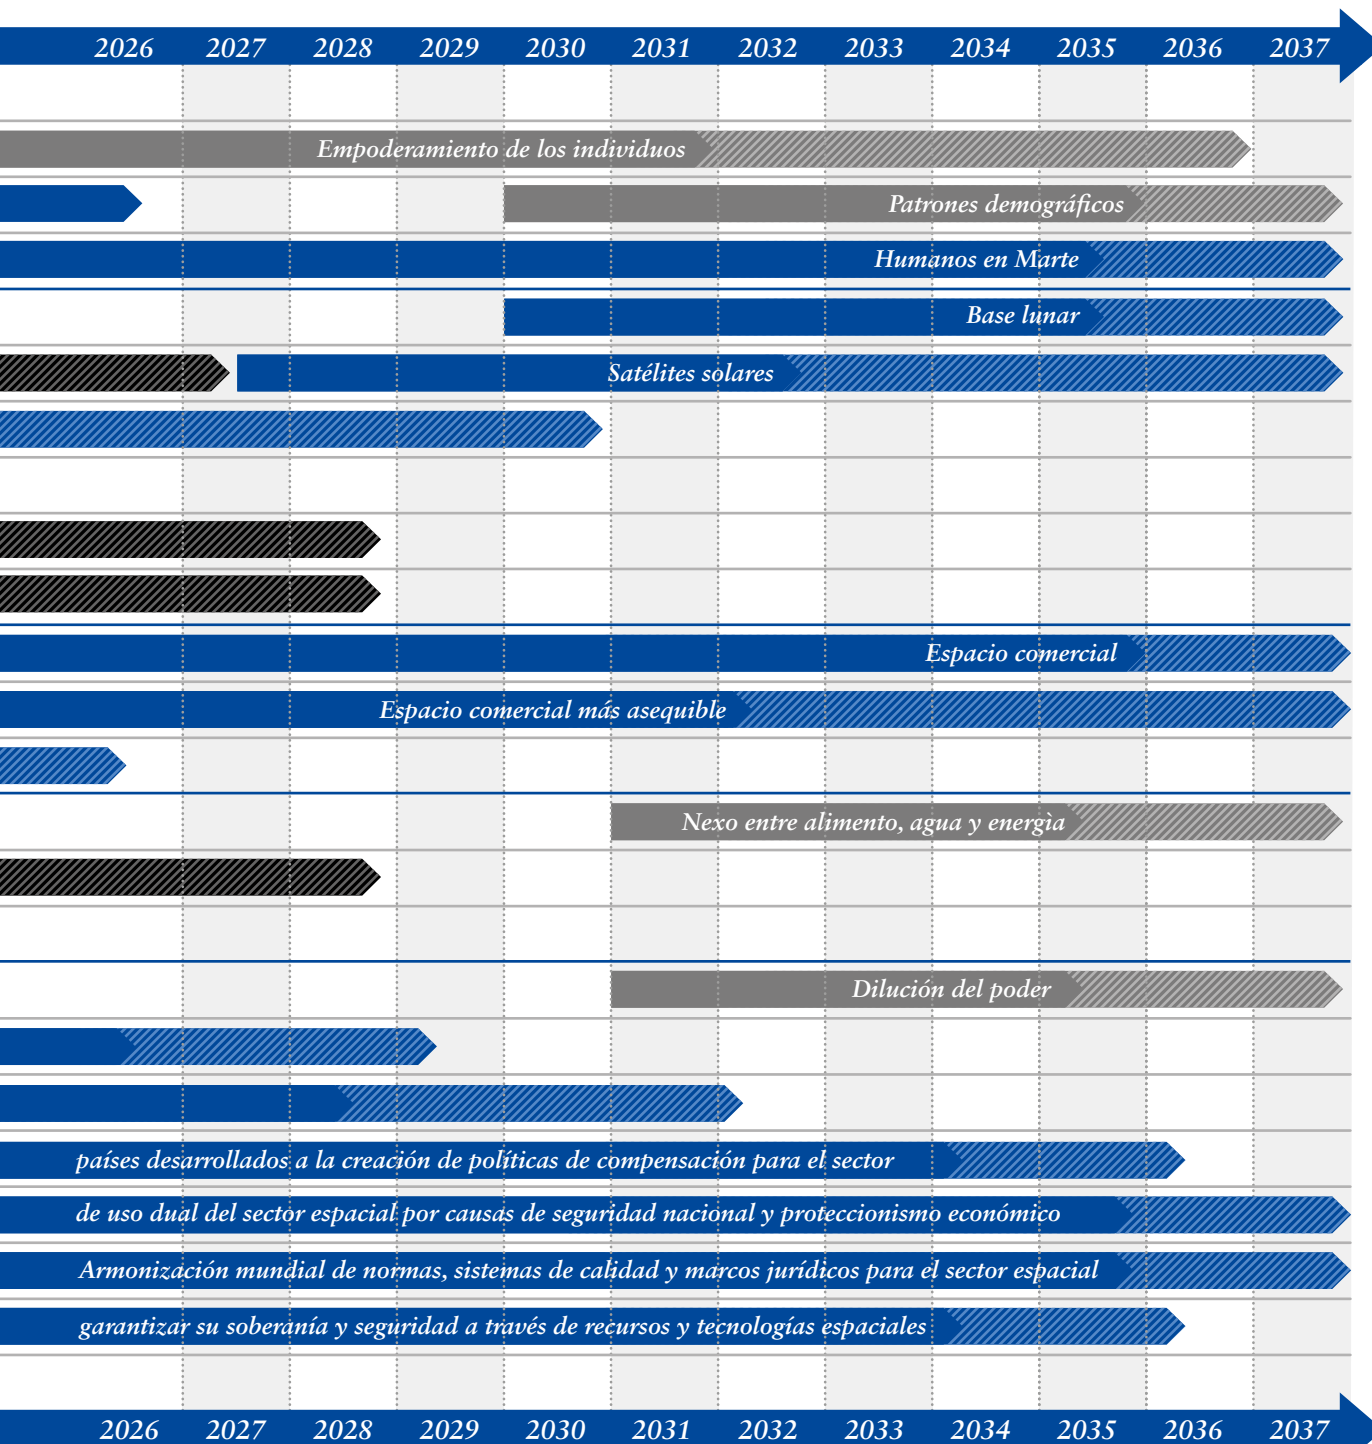 2026 2027 2028 2029 2030 2031 2032 2033 2034 2035 2036 2037
Empoderamiento de los individuos
Patrones demográficos
Humanos en Marte
Base lunar
Satélites solares
Espacio comercial
Espacio comercial más asequible
Nexo entre alimento, agua y energìa
Dilución del poder
países desarrollados a la creación de políticas de compensación para el sector
de uso dual del sector espacial por causas de seguridad nacional y proteccionismo económico
Armonización mundial de normas, sistemas de calidad y marcos jurídicos para el sector espacial
garantizar su soberanía y seguridad a través de recursos y tecnologías espaciales
2026 2027 2028 2029 2030 2031 2032 2033 2034 2035 2036 2037